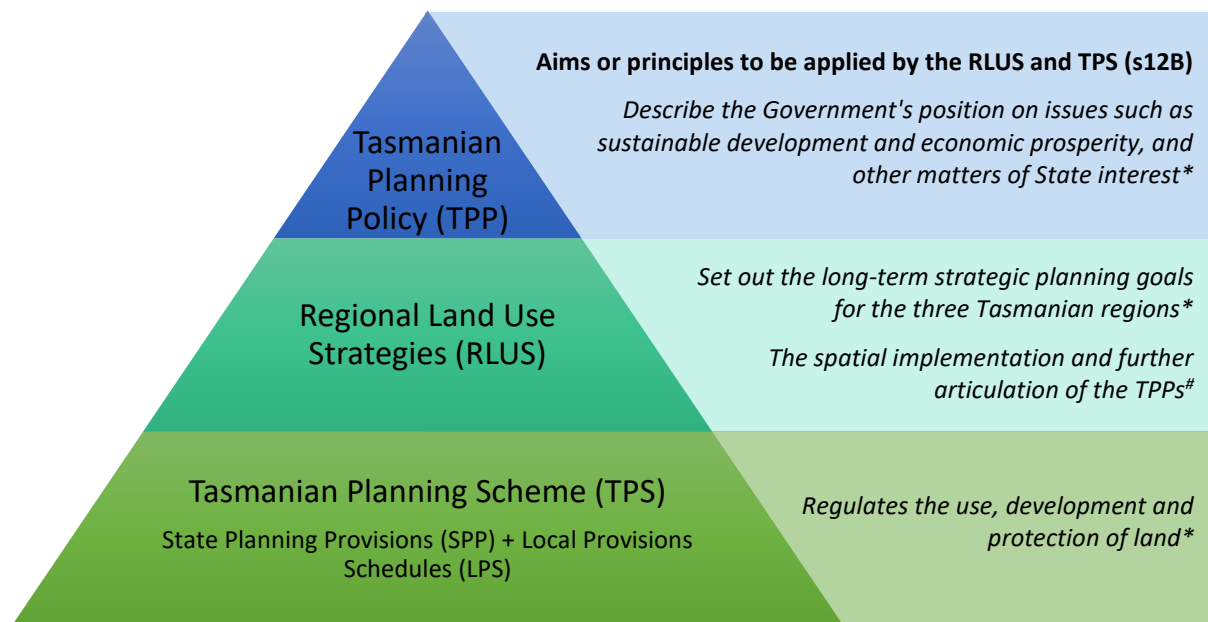 Aims or principles to be applied by the RLUS and TPS (s12B)
Describe the Government's position on issues such as
sustainable development and economic prosperity, and
other matters of State interest*
Tasmanian
Planning
Policy (TPP)
Set out the long-term strategic planning goals
for the three Tasmanian regions*
The spatial implementation and further
articulation of the TPPs#
Regional Land Use
Strategies (RLUS)
Tasmanian Planning Scheme (TPS)
State Planning Provisions (SPP) + Local Provisions
Schedules (LPS)
Regulates the use, development and
protection of land*